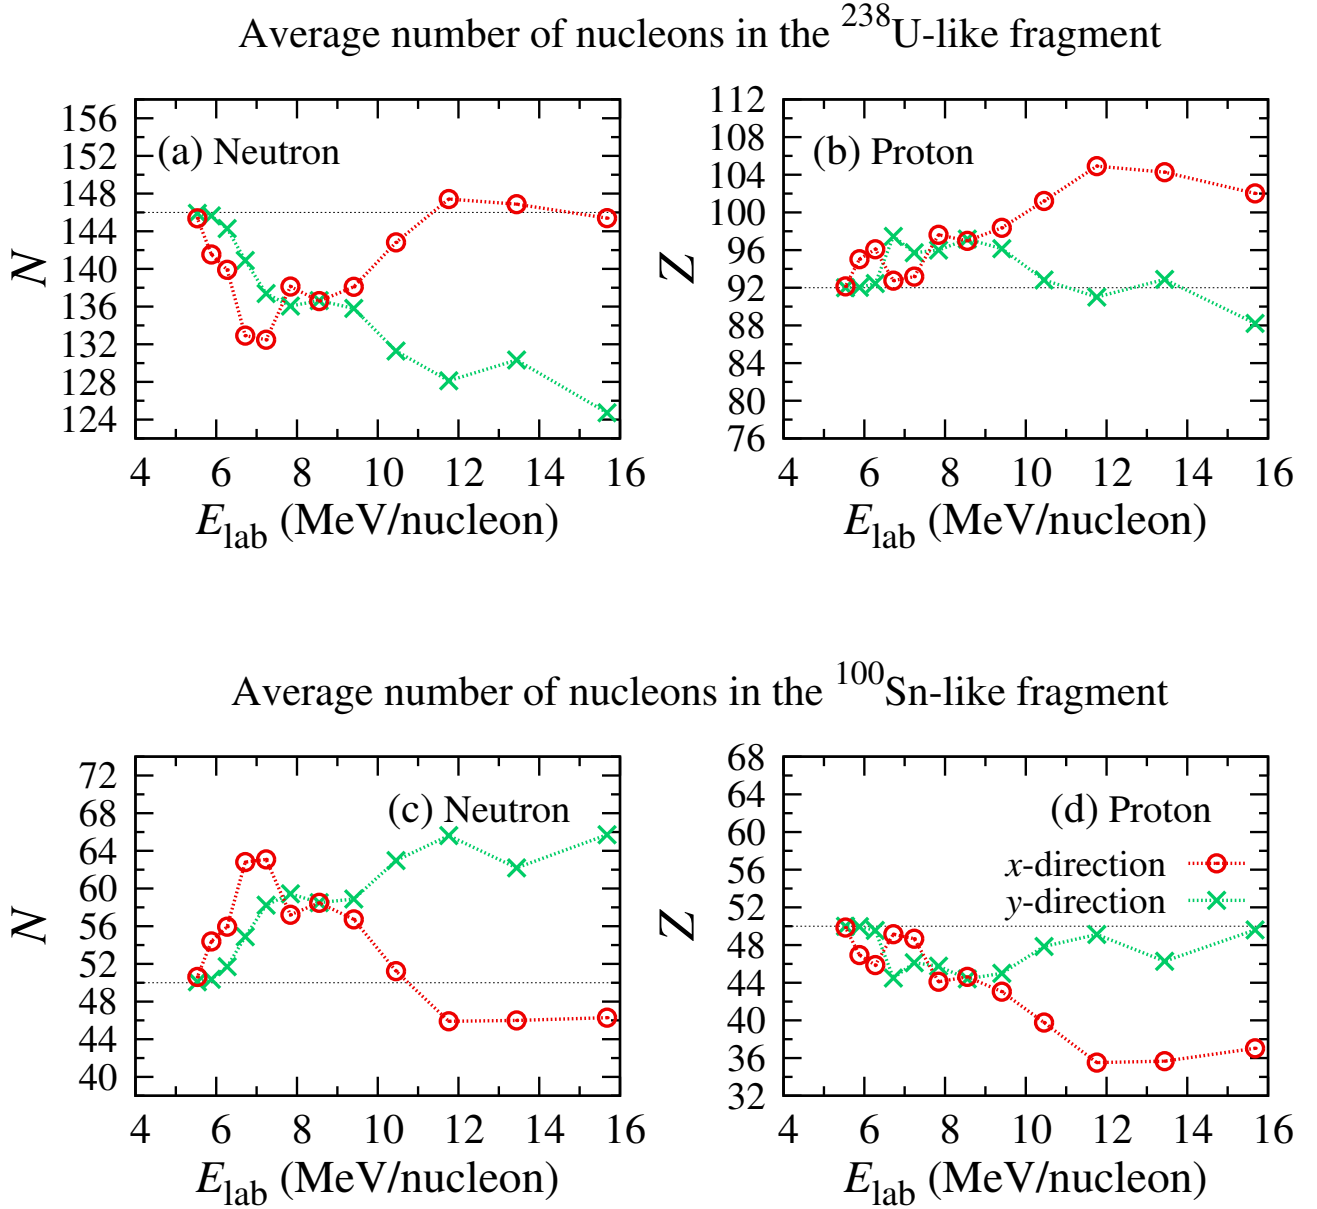 Average number of nucleons in the ²³⁸U-like fragment
156
152
148
144
140
136
132
128
124
N
(a) Neutron
4 6 8 10 12 14 16
E_lab (MeV/nucleon)
112
108
104
100
96
92
88
84
80
76
Z
(b) Proton
4 6 8 10 12 14 16
E_lab (MeV/nucleon)
Average number of nucleons in the ¹⁰⁰Sn-like fragment
72
68
64
60
56
52
48
44
40
N
(c) Neutron
4 6 8 10 12 14 16
E_lab (MeV/nucleon)
68
64
60
56
52
48
44
40
36
32
Z
(d) Proton
x-direction
y-direction
4 6 8 10 12 14 16
E_lab (MeV/nucleon)